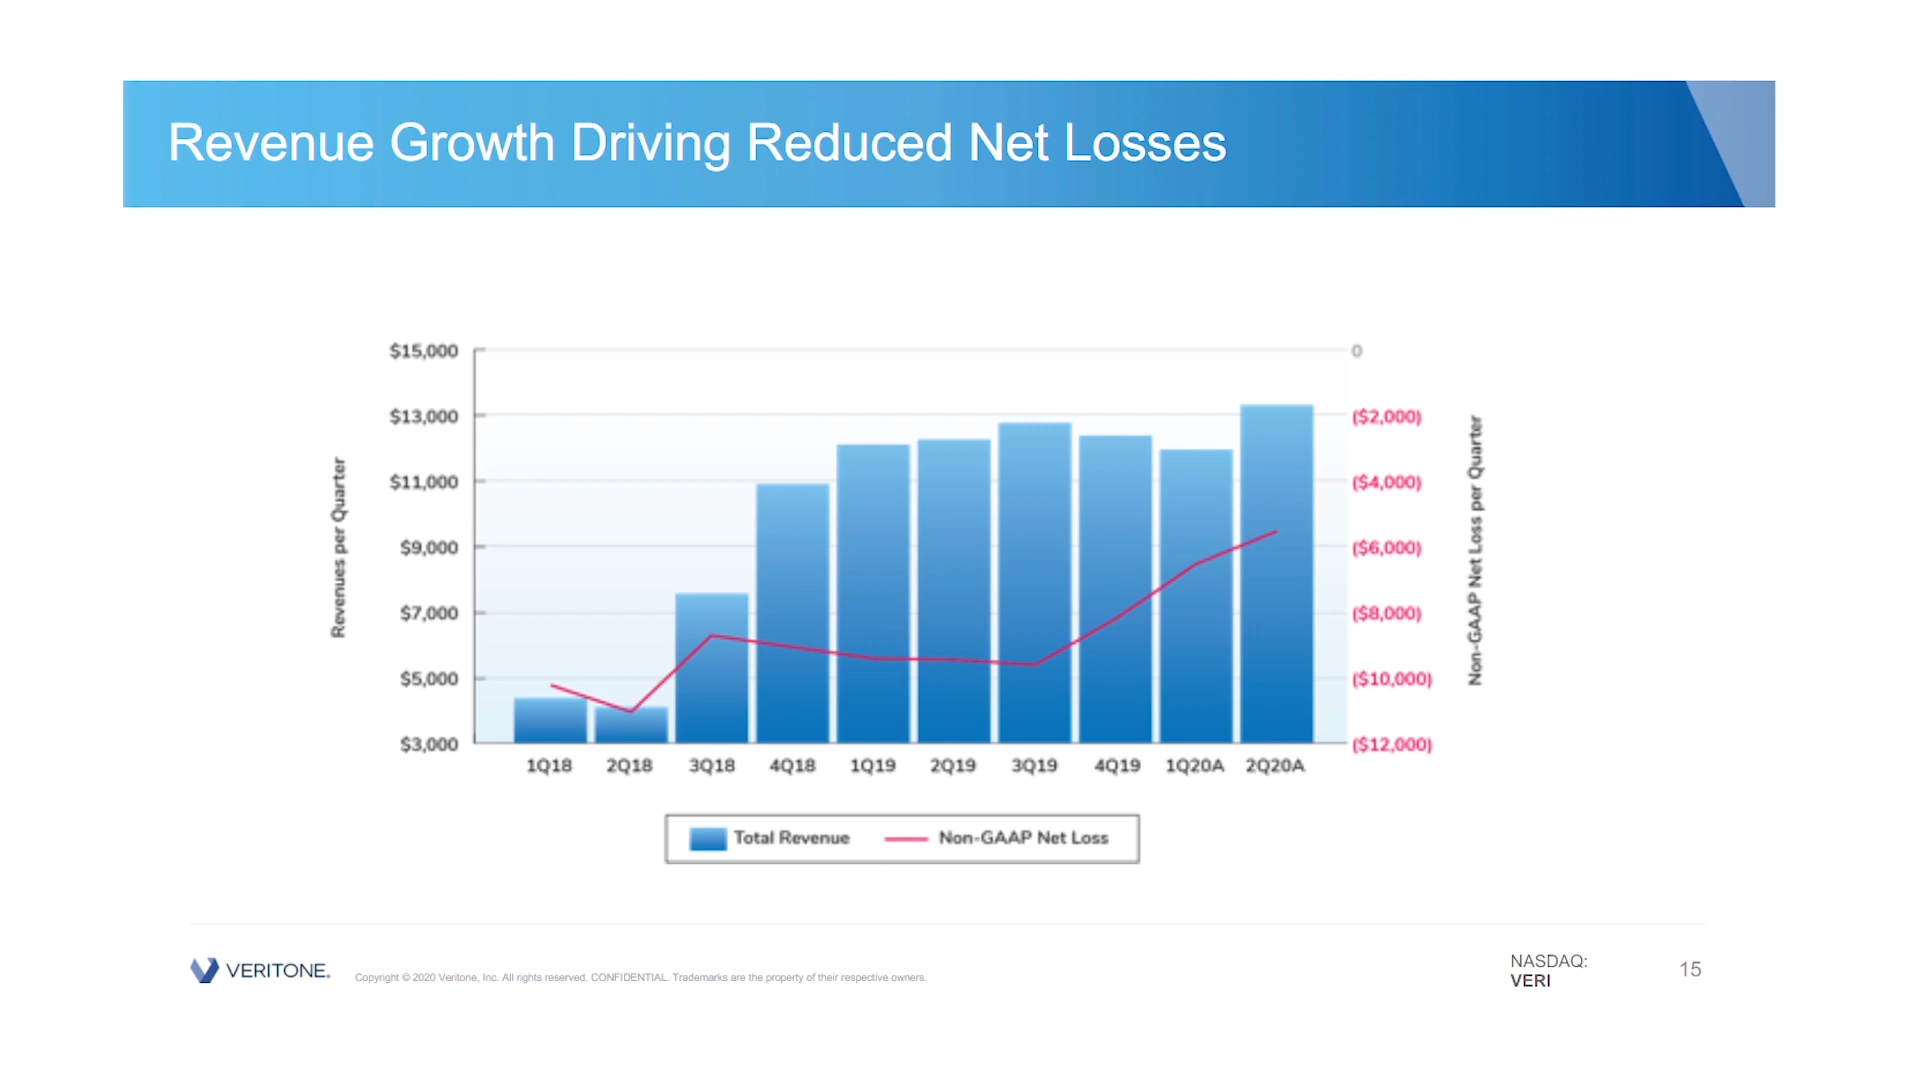 Revenue Growth Driving Reduced Net Losses
Revenues per Quarter
$15,000
$13,000
$11,000
$9,000
$7,000
$5,000
$3,000
0
($2,000)
($4,000)
($6,000)
($8,000)
($10,000)
($12,000)
Non-GAAP Net Loss per Quarter
1Q18 2Q18 3Q18 4Q18 1Q19 2Q19 3Q19 4Q19 1Q20A 2Q20A
Total Revenue Non-GAAP Net Loss
VERITONE.
Copyright © 2020 Veritone, Inc. All rights reserved. CONFIDENTIAL. Trademarks are the property of their respective owners.
NASDAQ:
VERI
15